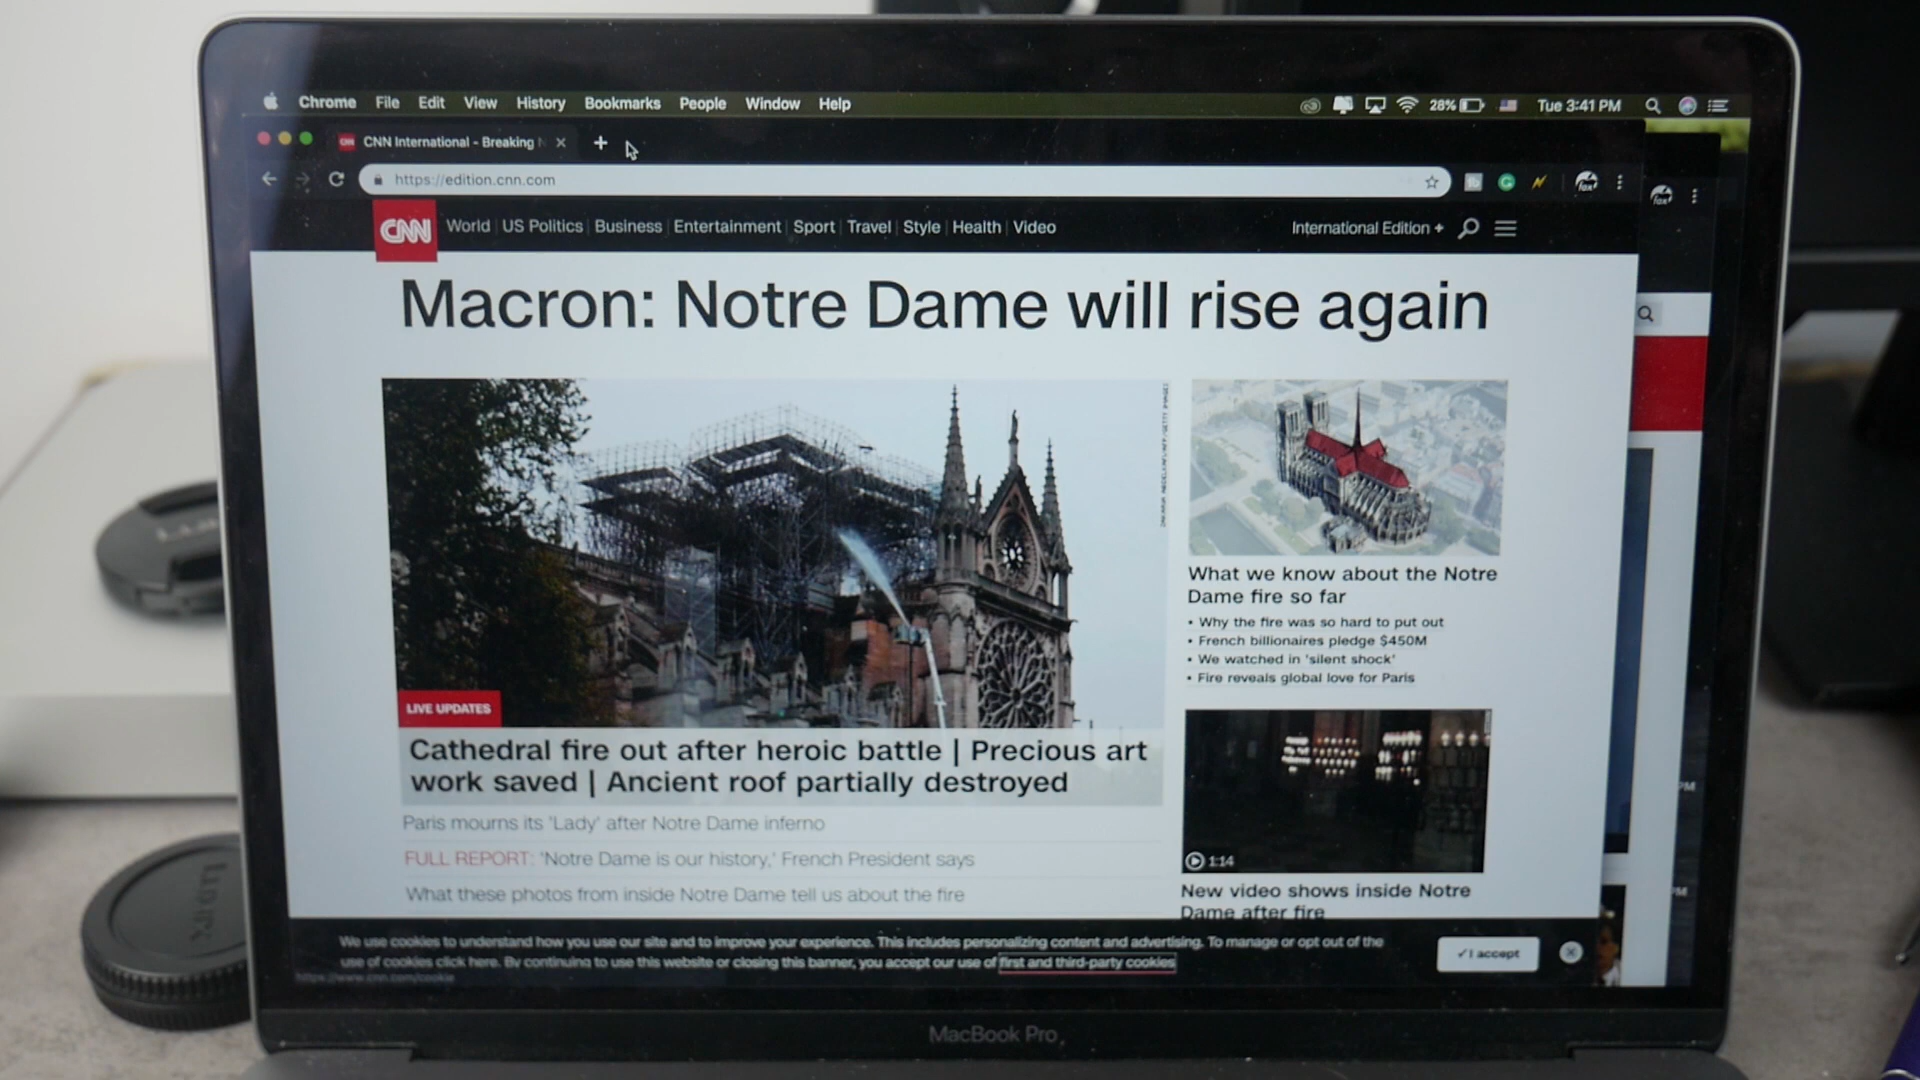 Chrome File Edit View History Bookmarks People Window Help 28% Tue 3:41 PM
CNN International - Breaking
https://edition.cnn.com
CNN World US Politics Business Entertainment Sport Travel Style Health Video International Edition +
Macron: Notre Dame will rise again
LIVE UPDATES
Cathedral fire out after heroic battle | Precious art
work saved | Ancient roof partially destroyed
Paris mourns its 'Lady' after Notre Dame inferno
FULL REPORT: 'Notre Dame is our history,' French President says
What these photos from inside Notre Dame tell us about the fire
What we know about the Notre
Dame fire so far
• Why the fire was so hard to put out
• French billionaires pledge $450M
• We watched in 'silent shock'
• Fire reveals global love for Paris
1:14
New video shows inside Notre
Dame after fire
PM
PM
We use cookies to understand how you use our site and to improve your experience. This includes personalizing content and advertising. To manage or opt out of the
use of cookies click here. By continuing to use this website or closing this banner, you accept our use of first and third-party cookies
✓ I accept
https://www.cnn.com/cookie
MacBook Pro
LUMIX